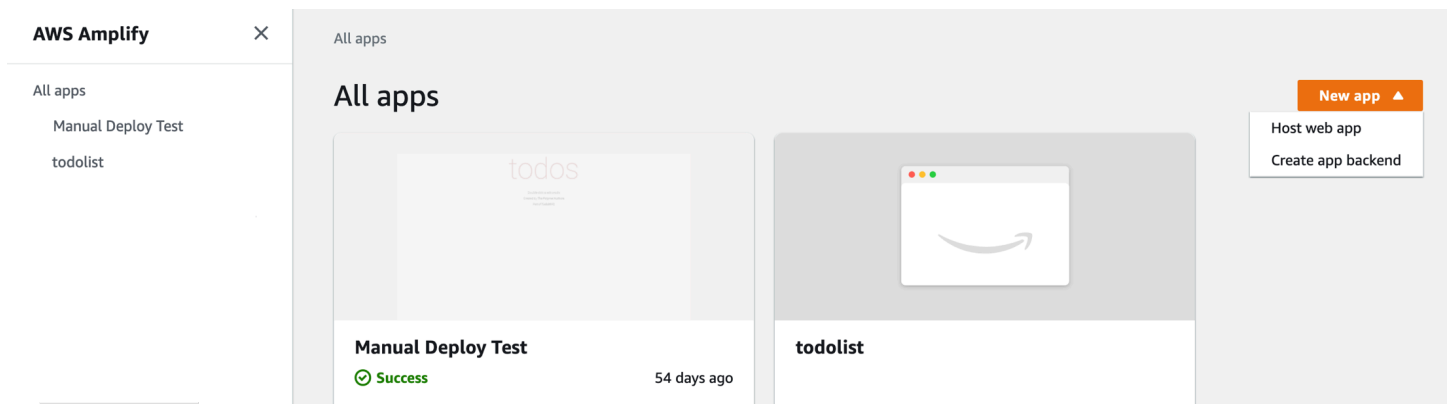 AWS Amplify
All apps
Manual Deploy Test
todolist
All apps
All apps
New app
Host web app
Create app backend
todos
Manual Deploy Test
Success
54 days ago
todolist